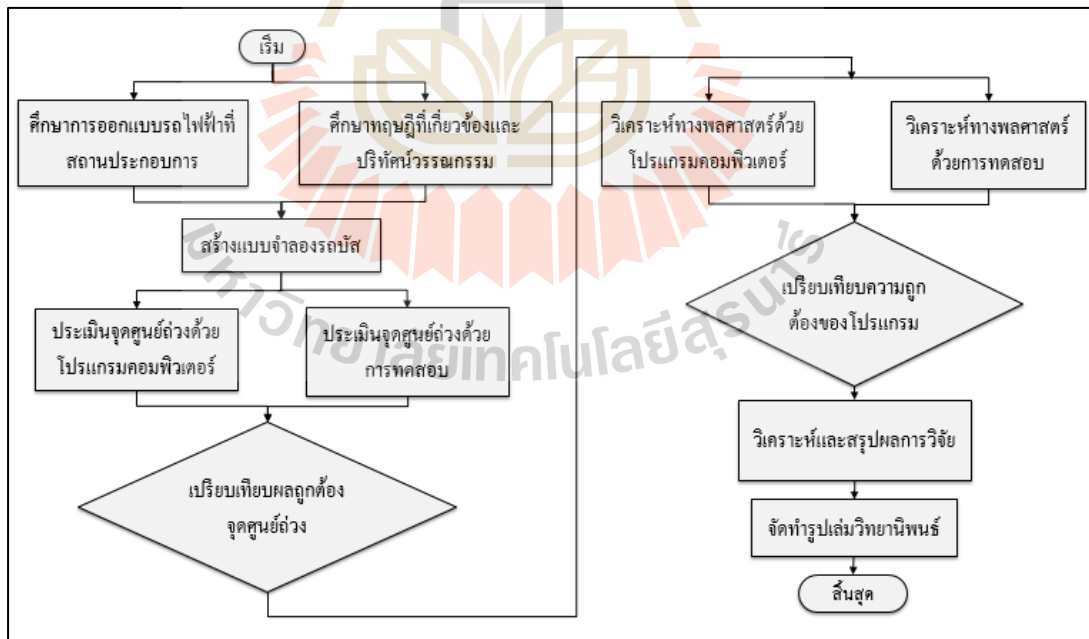 เริ่ม
ศึกษาการออกแบบรถไฟฟ้าที่
สถานประกอบการ
ศึกษาทฤษฎีที่เกี่ยวข้องและ
ปริทัศน์วรรณกรรม
สร้างแบบจำลองรถบัส
ประเมินจุดศูนย์ถ่วงด้วย
โปรแกรมคอมพิวเตอร์
ประเมินจุดศูนย์ถ่วงด้วย
การทดสอบ
เปรียบเทียบผลถูกต้อง
จุดศูนย์ถ่วง
วิเคราะห์ทางพลศาสตร์ด้วย
โปรแกรมคอมพิวเตอร์
วิเคราะห์ทางพลศาสตร์
ด้วยการทดสอบ
เปรียบเทียบความถูก
ต้องของโปรแกรม
วิเคราะห์และสรุปผลการวิจัย
จัดทำรูปเล่มวิทยานิพนธ์
สิ้นสุด
มหาวิทยาลัยเทคโนโลยีสุรนารี